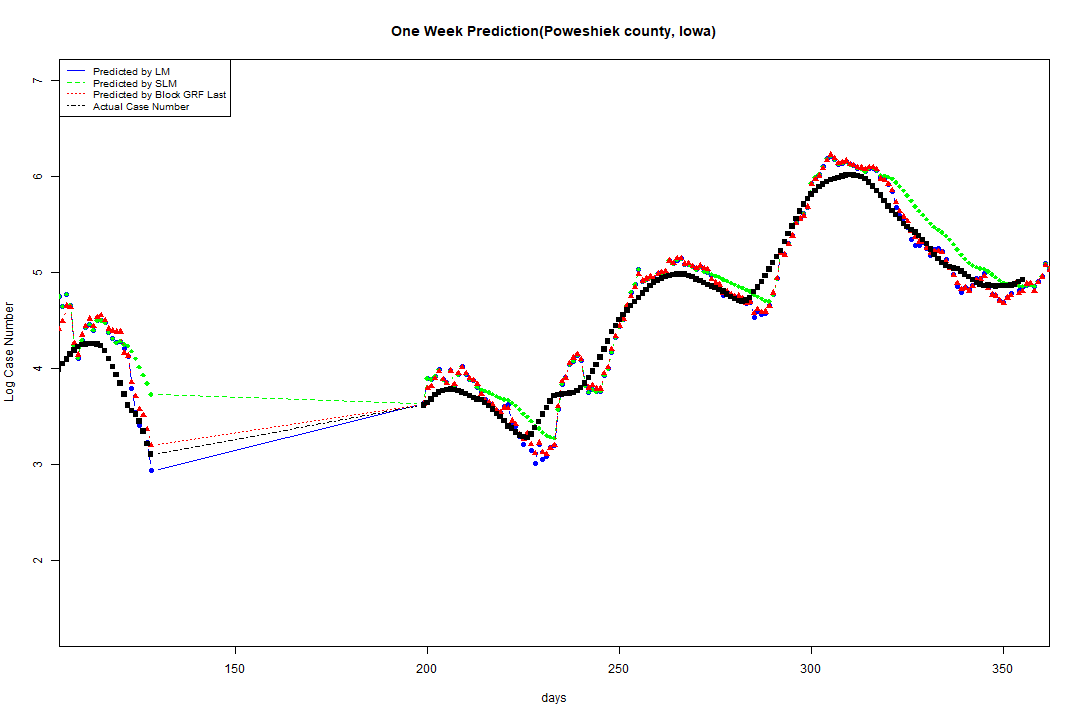 One Week Prediction(Poweshiek county, Iowa)
Predicted by LM
Predicted by SLM
Predicted by Block GRF Last
Actual Case Number
7
6
5
4
3
2
Log Case Number
150 200 250 300 350
days